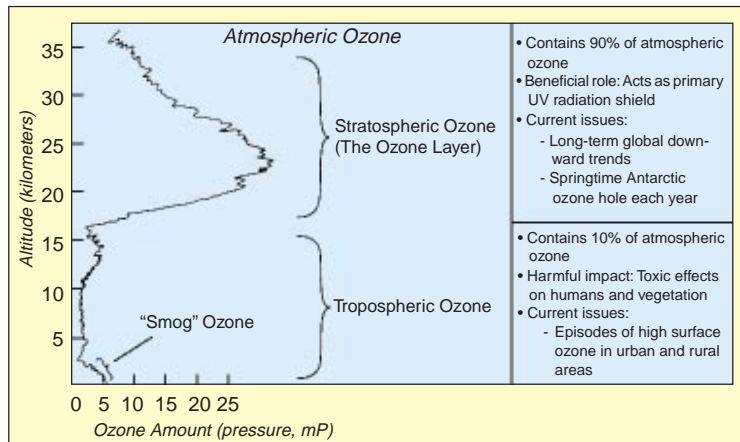 Atmospheric Ozone
35
30
25
20
15
10
5
Altitude (kilometers)
Stratospheric Ozone
(The Ozone Layer)
Tropospheric Ozone
“Smog” Ozone
0 5 10 15 20 25
Ozone Amount (pressure, mP)
• Contains 90% of atmospheric
ozone
• Beneficial role: Acts as primary
UV radiation shield
• Current issues:
- Long-term global down-
ward trends
- Springtime Antarctic
ozone hole each year
• Contains 10% of atmospheric
ozone
• Harmful impact: Toxic effects
on humans and vegetation
• Current issues:
- Episodes of high surface
ozone in urban and rural
areas